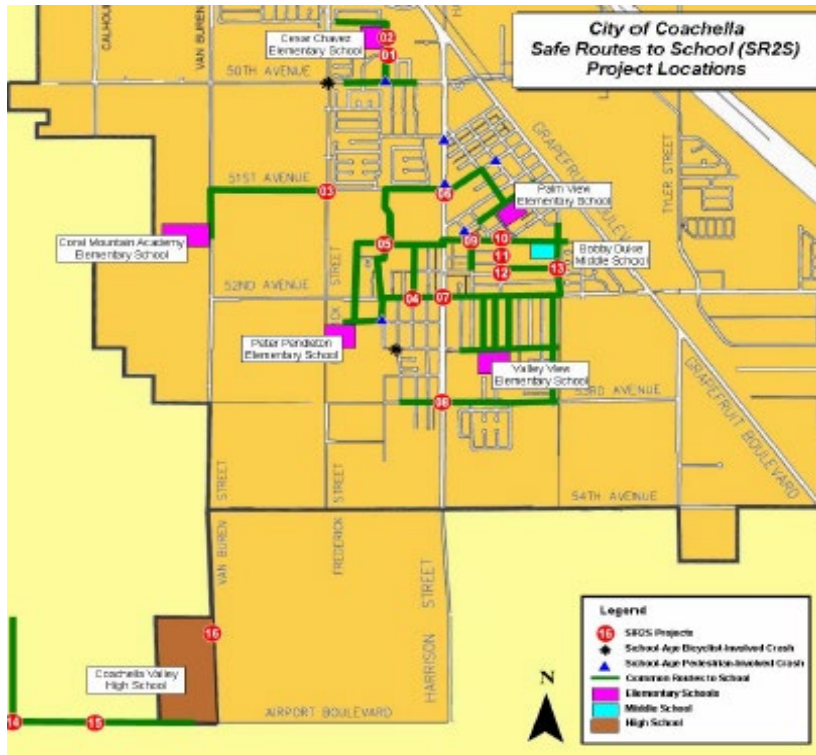 City of Coachella
Safe Routes to School (SR2S)
Project Locations
CALHOUN
VAN BUREN
Cesar Chavez
Elementary School
02
01
50TH AVENUE
GRAPEFRUIT BOULEVARD
TYLER STREET
51ST AVENUE
03
06
Palm View
Elementary School
Coral Mountain Academy
Elementary School
05
09
10
11
12
13
Bobby Duke
Middle School
STREET
52ND AVENUE
04
07
Peter Pendleton
Elementary School
Valley View
Elementary School
08
53RD AVENUE
GRAPEFRUIT BOULEVARD
54TH AVENUE
STREET
VAN BUREN
STREET
FREDERICK
STREET
HARRISON
16
Coachella Valley
High School
14
15
AIRPORT BOULEVARD
N
Legend
16 SR2S Projects
School-Age Bicyclist-Involved Crash
School-Age Pedestrian-Involved Crash
Common Routes to School
Elementary Schools
Middle School
High School